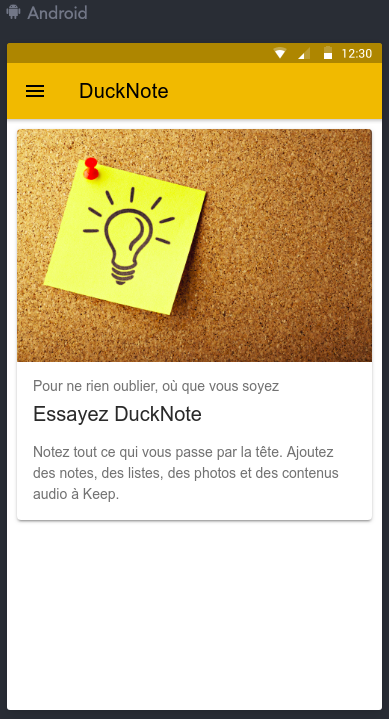 Android
12:30
DuckNote
Pour ne rien oublier, où que vous soyez
Essayez DuckNote
Notez tout ce qui vous passe par la tête. Ajoutez
des notes, des listes, des photos et des contenus
audio à Keep.